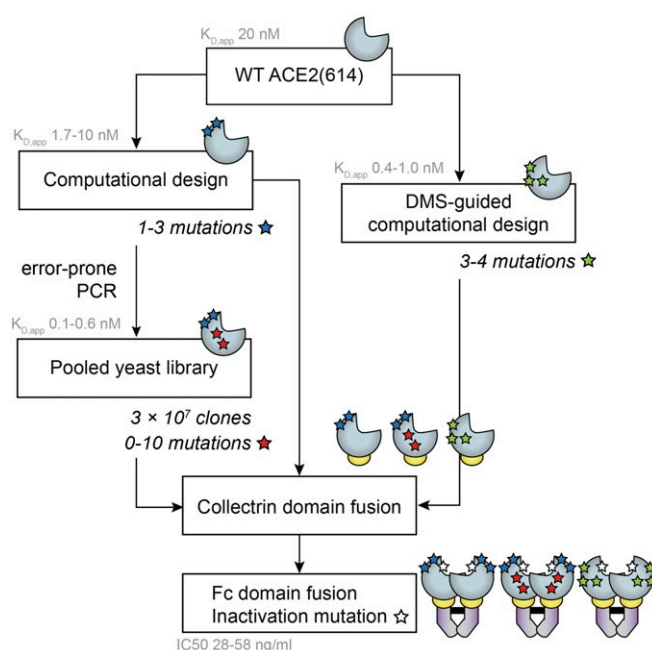 K_D,app 20 nM
WT ACE2(614)
K_D,app 1.7-10 nM
Computational design
1-3 mutations
K_D,app 0.4-1.0 nM
DMS-guided
computational design
3-4 mutations
error-prone
PCR
K_D,app 0.1-0.6 nM
Pooled yeast library
3 × 10⁷ clones
0-10 mutations
Collectrin domain fusion
Fc domain fusion
Inactivation mutation
IC50 28-58 ng/ml